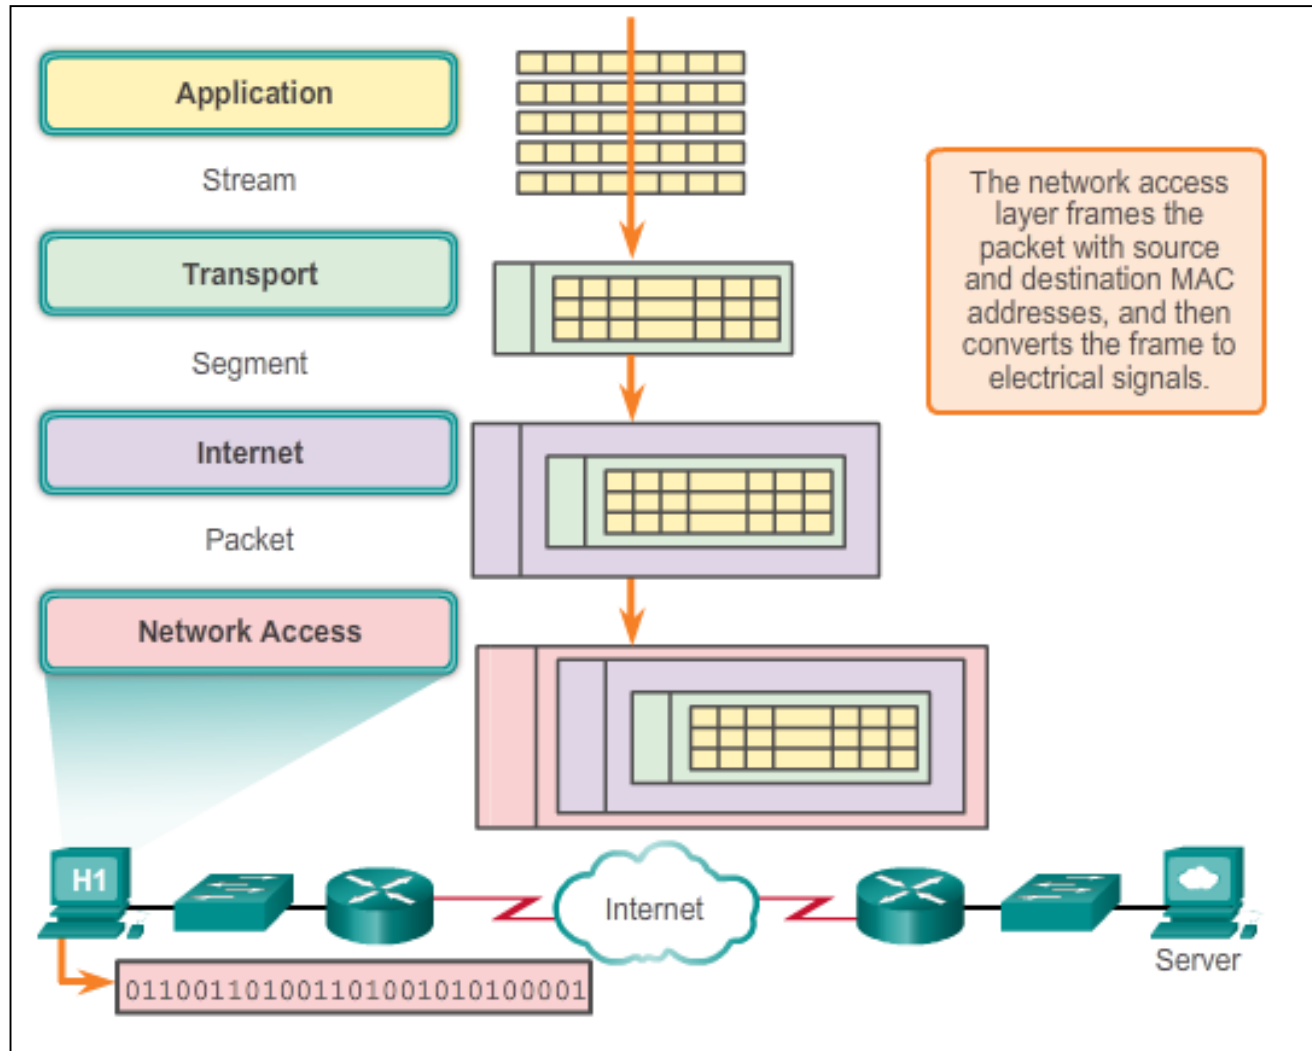 Application
Stream
Transport
Segment
Internet
Packet
Network Access
The network access
layer frames the
packet with source
and destination MAC
addresses, and then
converts the frame to
electrical signals.
H1
Internet
Server
011001101001101001010100001